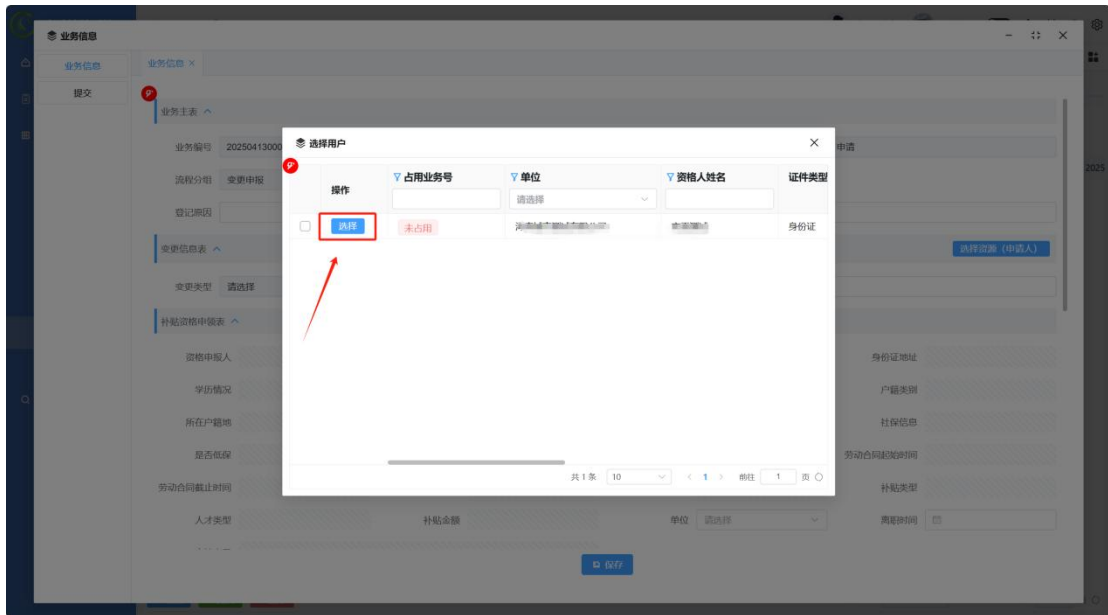 业务信息
业务信息
提交
业务信息 ×
业务主表
业务编号 20250413000
申请
流程分组 变更申报
登记原因
变更信息表
选择资源（申请人）
变更类型 请选择
补贴资格申领表
资格申报人
身份证地址
学历情况
户籍类别
所在户籍地
社保信息
是否低保
劳动合同起始时间
劳动合同截止时间
补贴类型
人才类型
补贴金额
单位 请选择
离职时间
保存
2025
选择用户
操作 占用业务号 单位 资格人姓名 证件类型
请选择
选择 未占用 身份证
共 1 条 10 < 1 > 前往 1 页